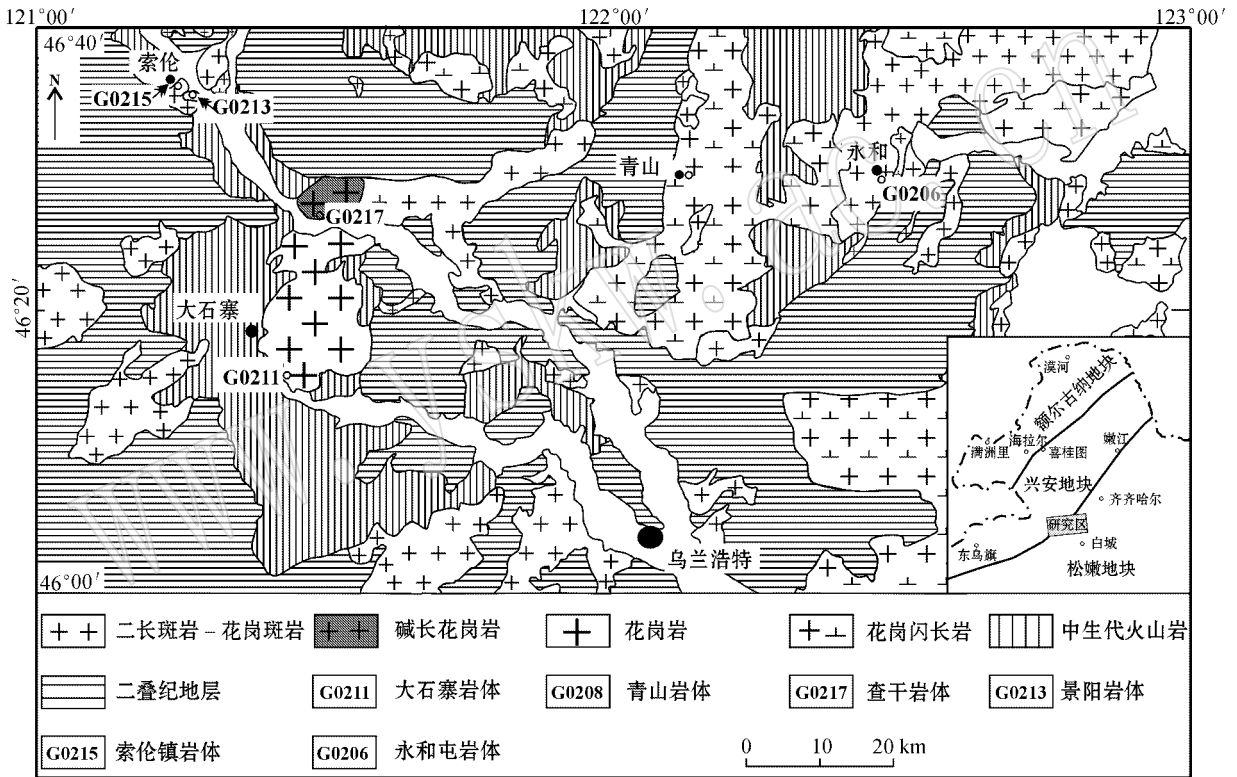 121°00′ 122°00′ 123°00′
46°40′
索伦
N
G0215
G0213
青山
永和
G0206
G0217
46°20′
大石寨
G0211
漠河
额尔古纳地块
满洲里
海拉尔
喜桂图
嫩江
兴安地块
齐齐哈尔
研究区
东乌旗
白城
松嫩地块
乌兰浩特
46°00′
www.yskw.ac.cn
二长斑岩－花岗斑岩 碱长花岗岩 花岗岩 花岗闪长岩 中生代火山岩
二叠纪地层 G0211 大石寨岩体 G0208 青山岩体 G0217 查干岩体 G0213 景阳岩体
G0215 索伦镇岩体 G0206 永和屯岩体 0 10 20 km